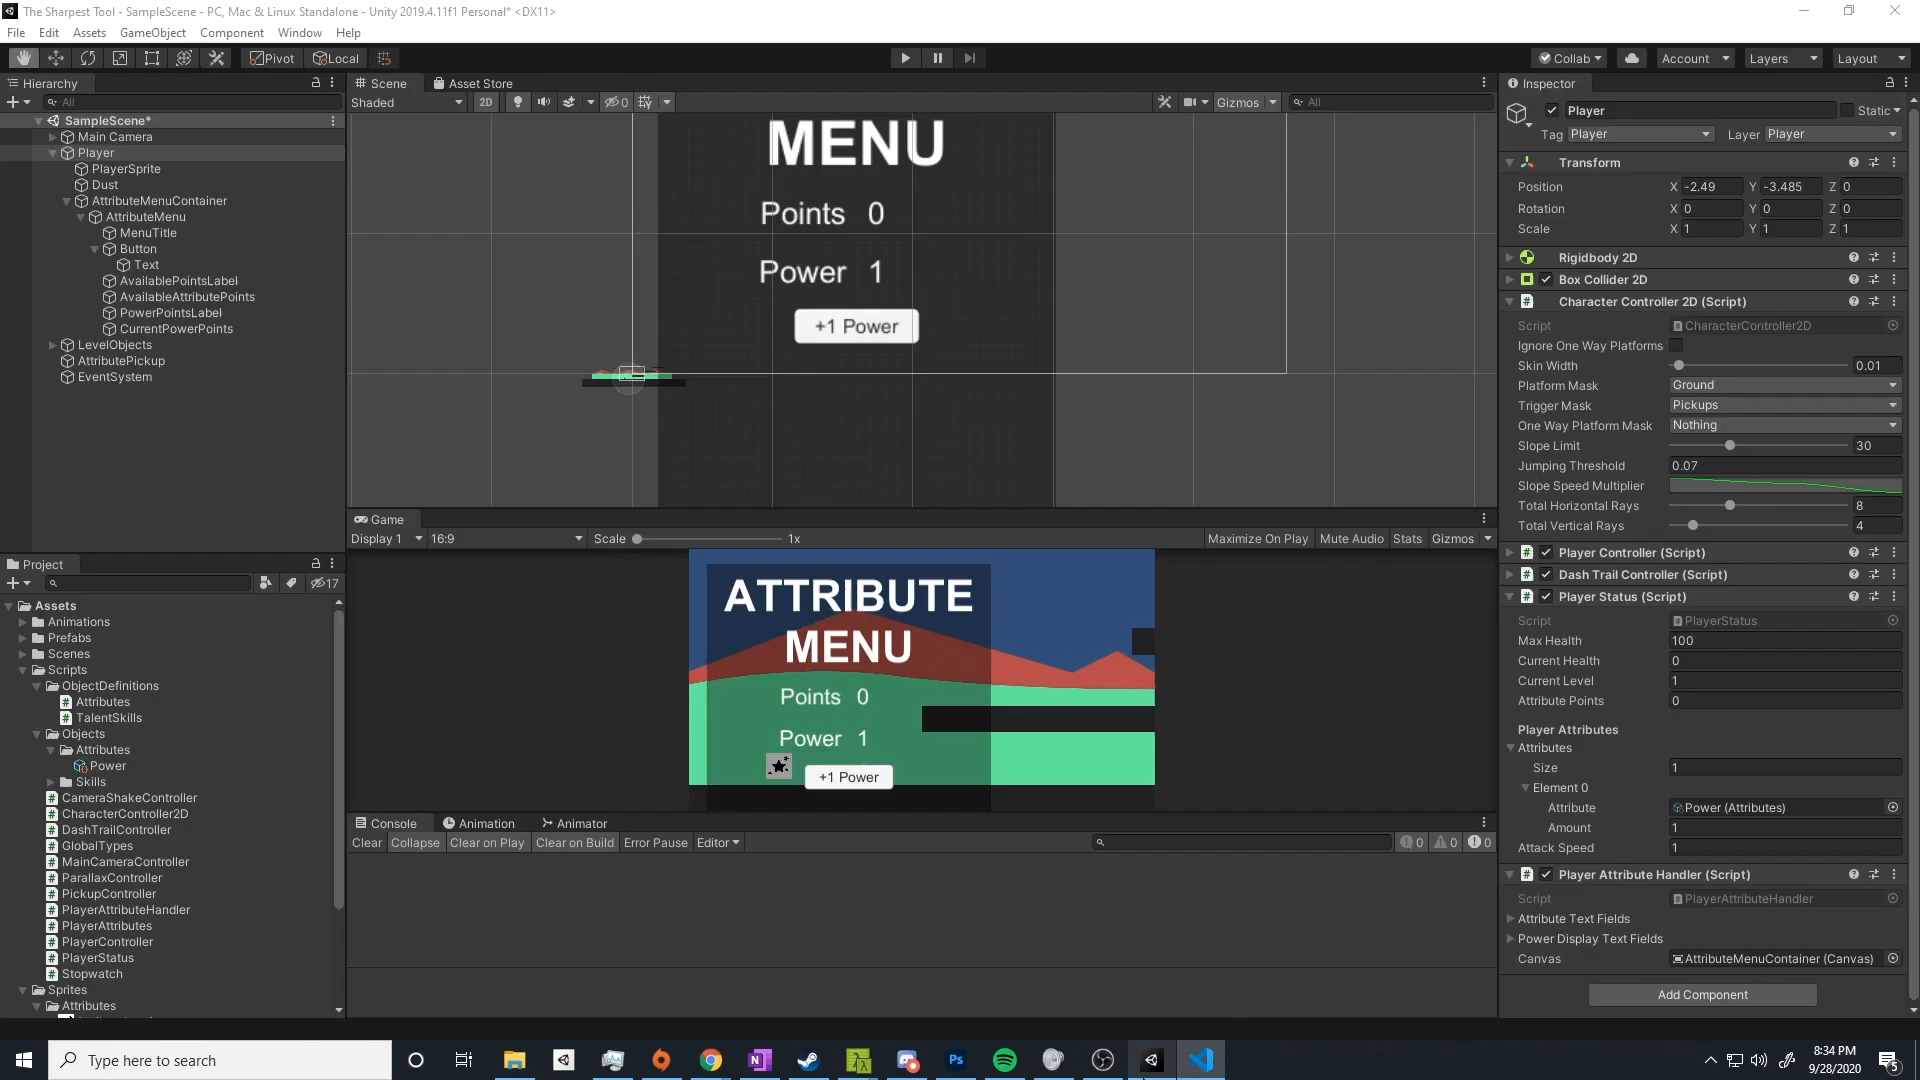 The Sharpest Tool - SampleScene - PC, Mac & Linux Standalone - Unity 2019.4.11f1 Personal* <DX11>
File Edit Assets GameObject Component Window Help
Pivot Local Collab Account Layers Layout
Hierarchy
All
SampleScene*
Main Camera
Player
PlayerSprite
Dust
AttributeMenuContainer
AttributeMenu
MenuTitle
Button
Text
AvailablePointsLabel
AvailableAttributePoints
PowerPointsLabel
CurrentPowerPoints
LevelObjects
AttributePickup
EventSystem
Scene Asset Store
Shaded 2D 0 Gizmos All
MENU
Points 0
Power 1
+1 Power
Game
Display 1 16:9 Scale 1x Maximize On Play Mute Audio Stats Gizmos
ATTRIBUTE
MENU
Points 0
Power 1
+1 Power
Console Animation Animator
Clear Collapse Clear on Play Clear on Build Error Pause Editor 0 0 0
Project
17
Assets
Animations
Prefabs
Scenes
Scripts
ObjectDefinitions
Attributes
TalentSkills
Objects
Attributes
Power
Skills
CameraShakeController
CharacterController2D
DashTrailController
GlobalTypes
MainCameraController
ParallaxController
PickupController
PlayerAttributeHandler
PlayerAttributes
PlayerController
PlayerStatus
Stopwatch
Sprites
Attributes
Inspector
Player Static
Tag Player Layer Player
Transform
Position X -2.49 Y -3.485 Z 0
Rotation X 0 Y 0 Z 0
Scale X 1 Y 1 Z 1
Rigidbody 2D
Box Collider 2D
Character Controller 2D (Script)
Script CharacterController2D
Ignore One Way Platforms
Skin Width 0.01
Platform Mask Ground
Trigger Mask Pickups
One Way Platform Mask Nothing
Slope Limit 30
Jumping Threshold 0.07
Slope Speed Multiplier
Total Horizontal Rays 8
Total Vertical Rays 4
Player Controller (Script)
Dash Trail Controller (Script)
Player Status (Script)
Script PlayerStatus
Max Health 100
Current Health 0
Current Level 1
Attribute Points 0
Player Attributes
Attributes
Size 1
Element 0
Attribute Power (Attributes)
Amount 1
Attack Speed 1
Player Attribute Handler (Script)
Script PlayerAttributeHandler
Attribute Text Fields
Power Display Text Fields
Canvas AttributeMenuContainer (Canvas)
Add Component
Type here to search
8:34 PM
9/28/2020
5